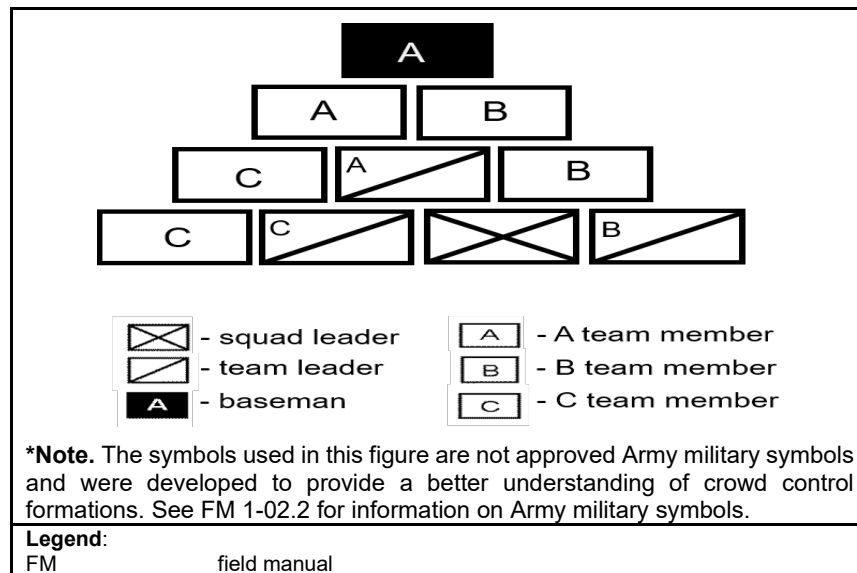 A
A B
C A B
C C B
- squad leader A - A team member
- team leader B - B team member
A - baseman C - C team member
*Note. The symbols used in this figure are not approved Army military symbols
and were developed to provide a better understanding of crowd control
formations. See FM 1-02.2 for information on Army military symbols.
Legend:
FM field manual